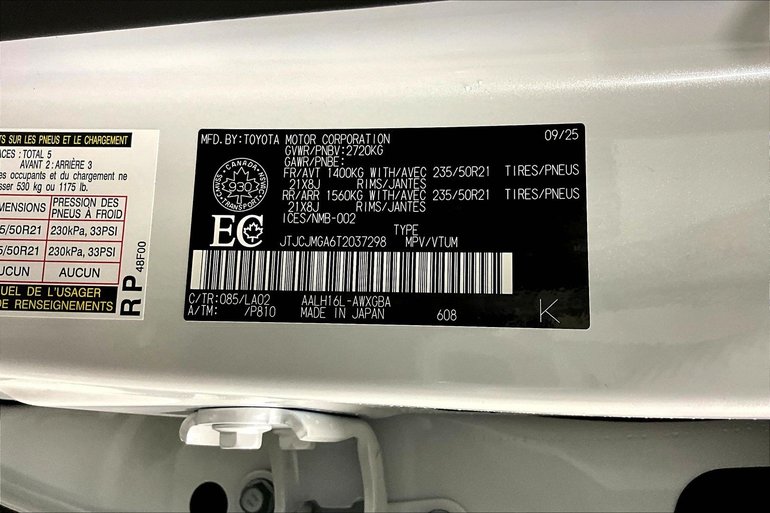 TS SUR LES PNEUS ET LE CHARGEMENT
ACES: TOTAL 5
AVANT 2: ARRIÈRE 3
es occupants et du chargement ne
sser 530 kg ou 1175 lb.
MENSIONS PRESSION DES PNEUS À FROID
5/50R21 230kPa, 33PSI
5/50R21 230kPa, 33PSI
AUCUN AUCUN
UEL DE L'USAGER
DE RENSEIGNEMENTS
RP 48F00
MFD.BY:TOYOTA MOTOR CORPORATION 09/25
GVWR/PNBV:2720KG
GAWR/PNBE:
FR/AVT 1400KG WITH/AVEC 235/50R21 TIRES/PNEUS
21X8J RIMS/JANTES
RR/ARR 1560KG WITH/AVEC 235/50R21 TIRES/PNEUS
21X8J RIMS/JANTES
ICES/NMB-002
CANADA
930
TRANSPORT
EC
TYPE
JTJCJMGA6T2037298 MPV/VTUM
C/TR:085/LA02 AALH16L-AWXGBA
A/TM: /P8T0 MADE IN JAPAN 608
K